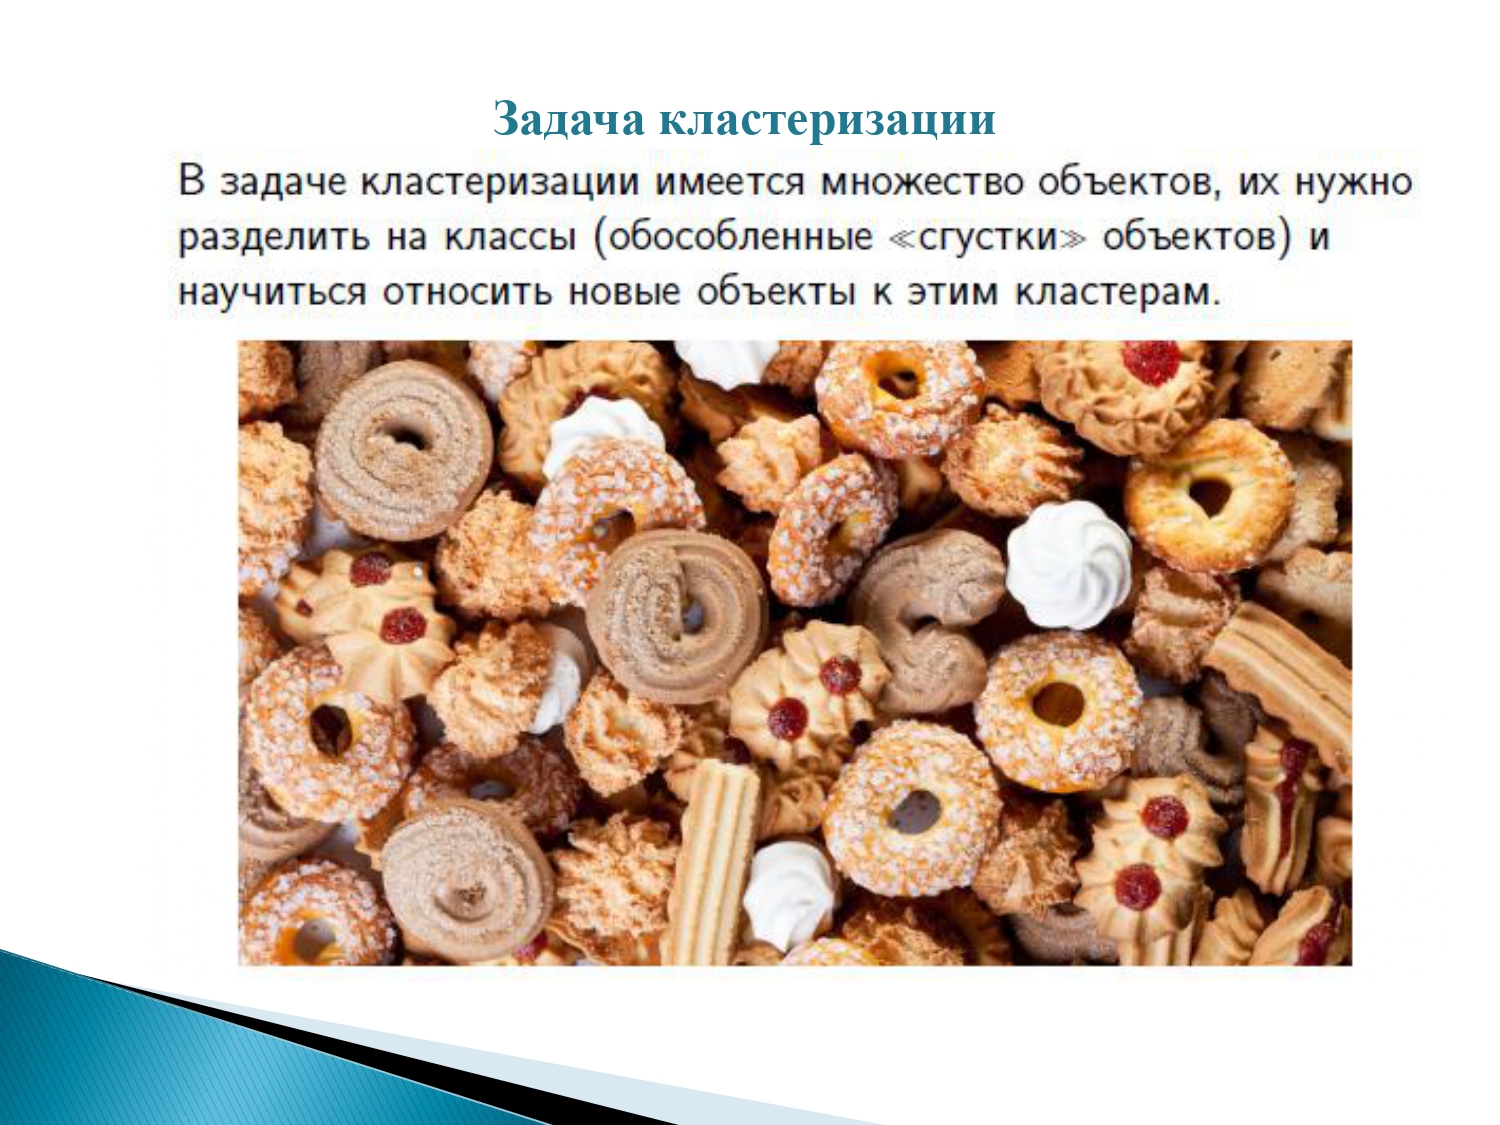 Задача кластеризации
В задаче кластеризации имеется множество объектов, их нужно
разделить на классы (обособленные ≪сгустки≫ объектов) и
научиться относить новые объекты к этим кластерам.